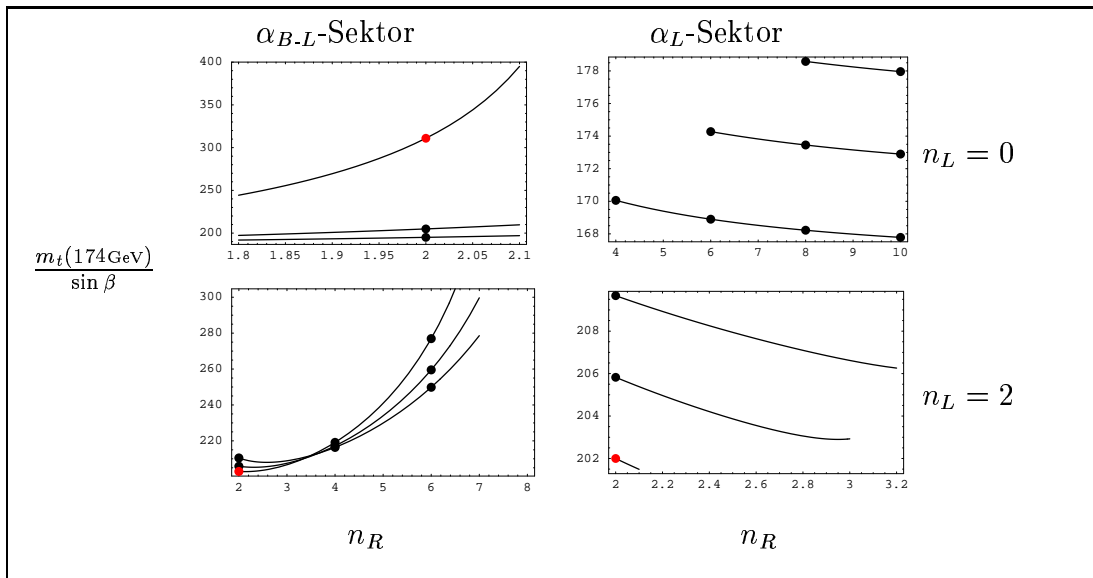 α_{B-L}-Sektor
α_L-Sektor
400
350
300
250
200
1.8 1.85 1.9 1.95 2 2.05 2.1
178
176
174
172
170
168
4 5 6 7 8 9 10
n_L = 0
m_t(174GeV)
sin β
300
280
260
240
220
2 3 4 5 6 7 8
208
206
204
202
2 2.2 2.4 2.6 2.8 3 3.2
n_L = 2
n_R
n_R